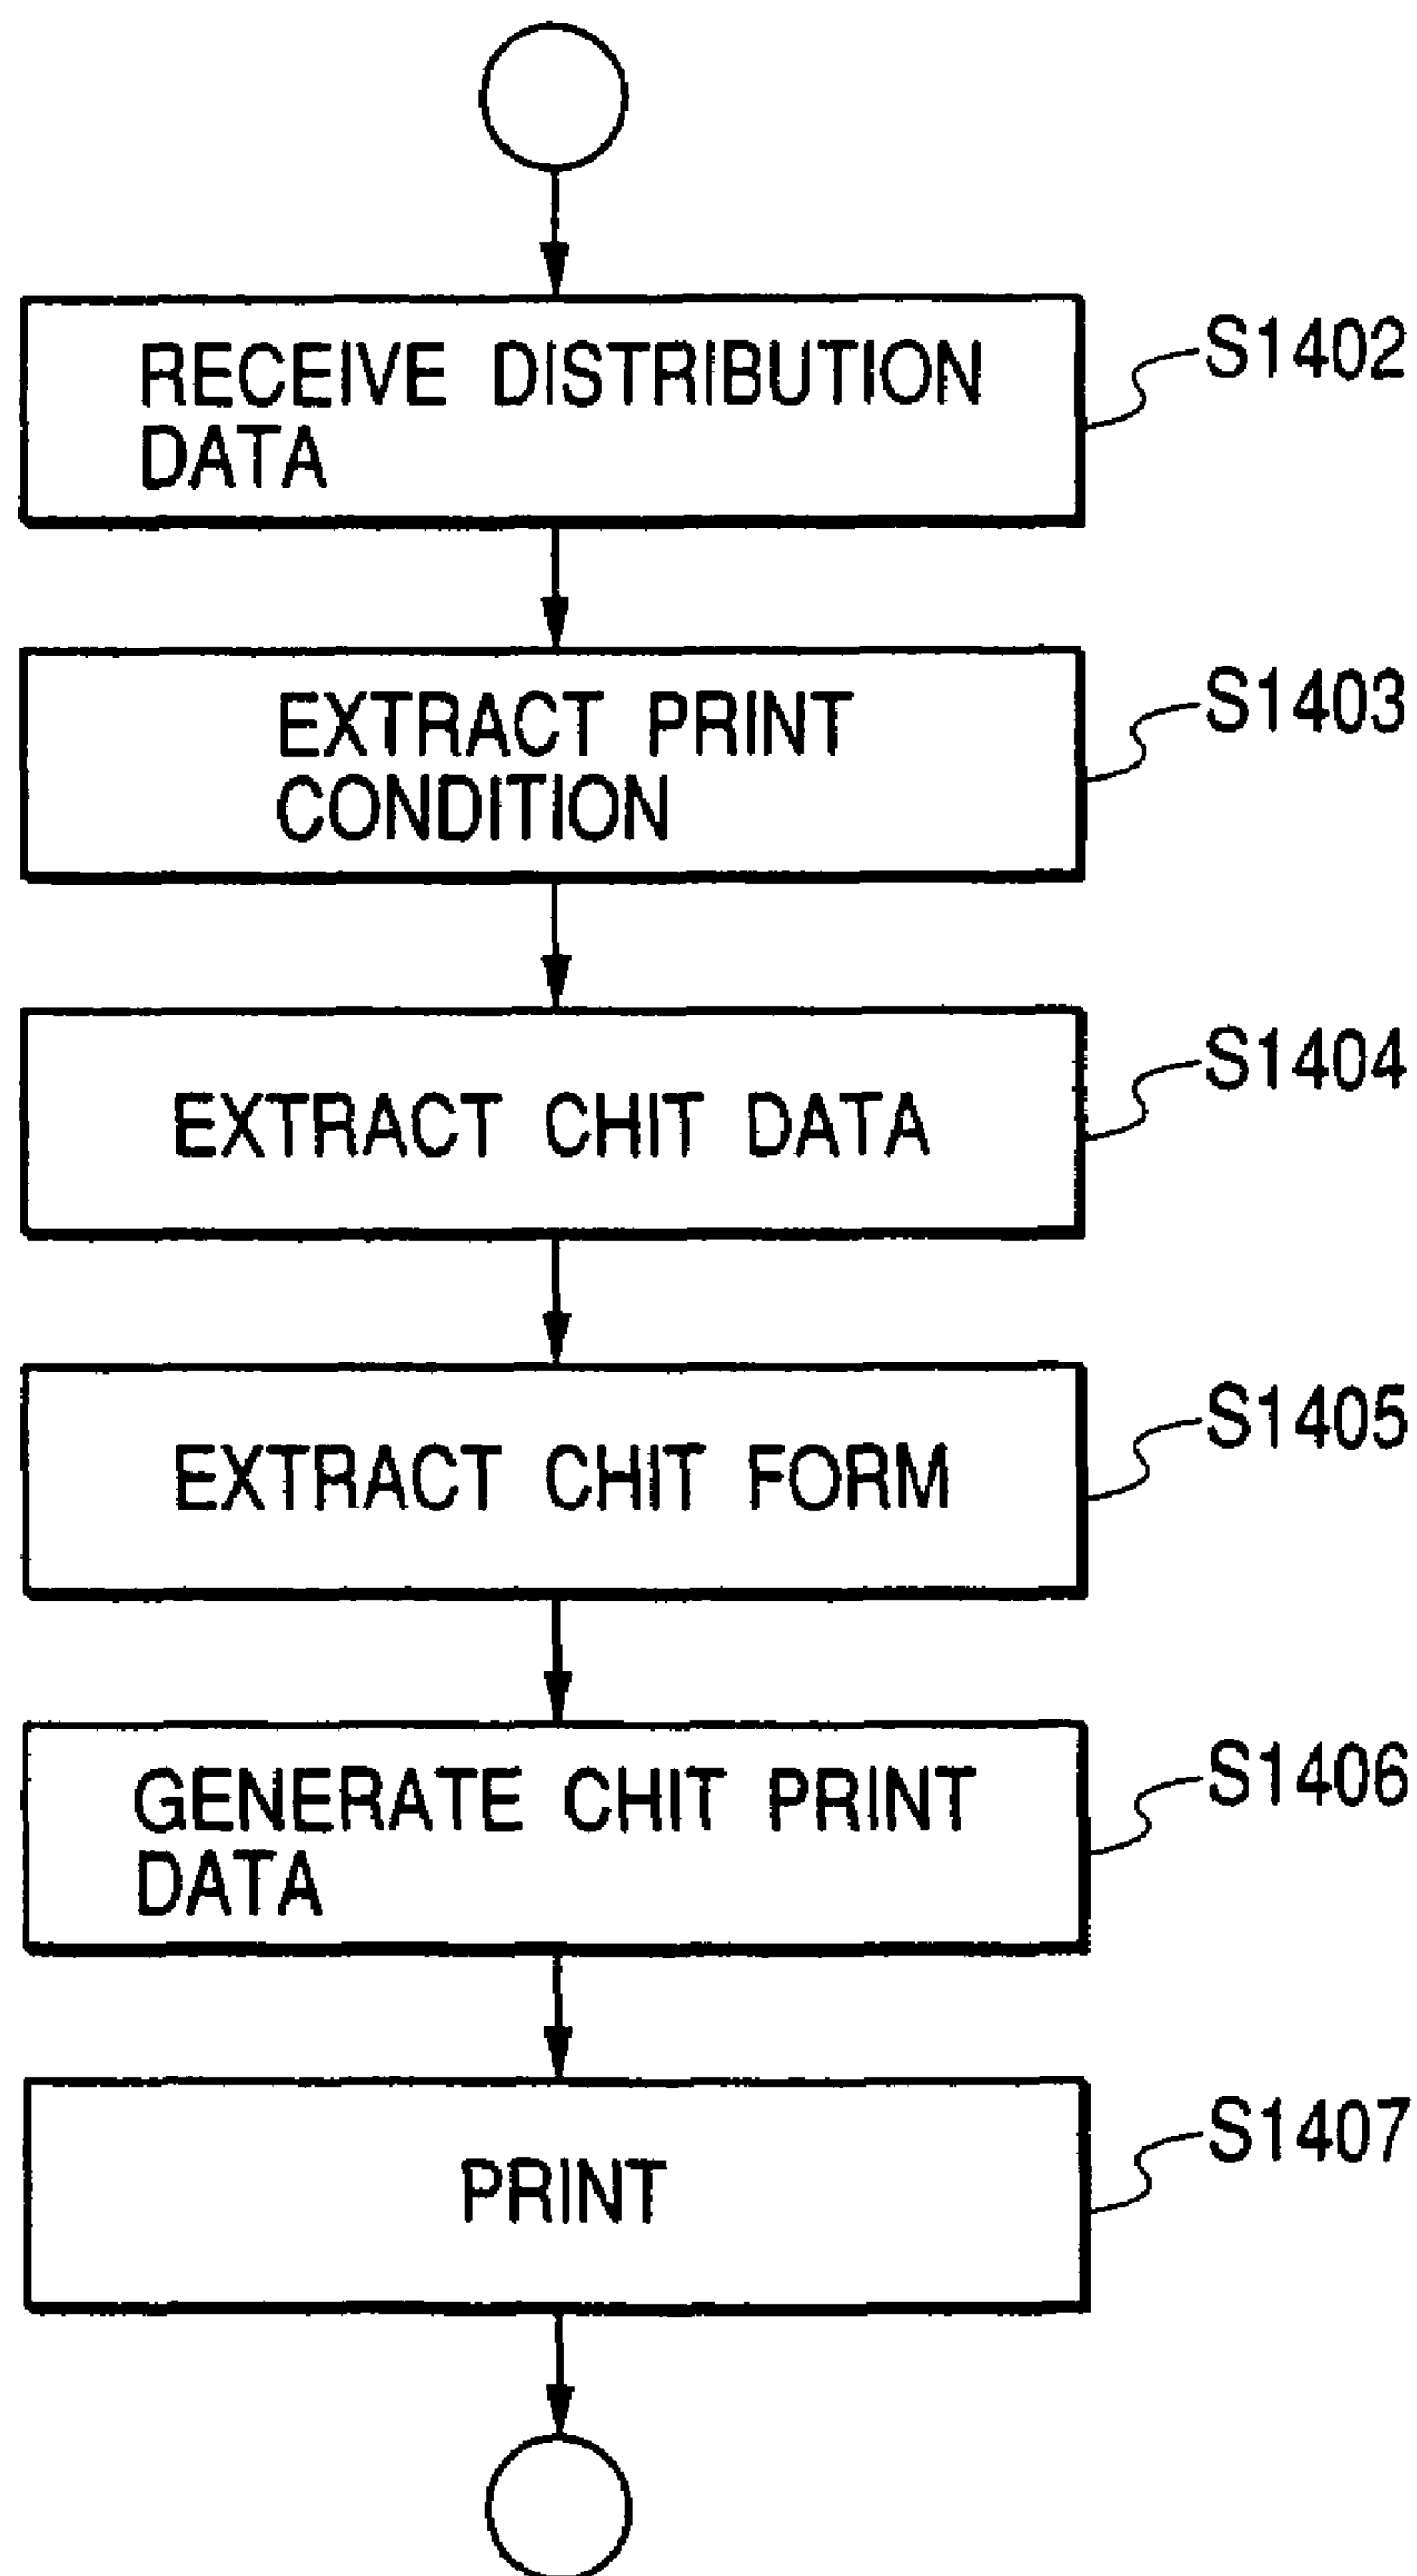 RECEIVE DISTRIBUTION
DATA
S1402
EXTRACT PRINT
CONDITION
S1403
EXTRACT CHIT DATA
S1404
EXTRACT CHIT FORM
S1405
GENERATE CHIT PRINT
DATA
S1406
PRINT
S1407